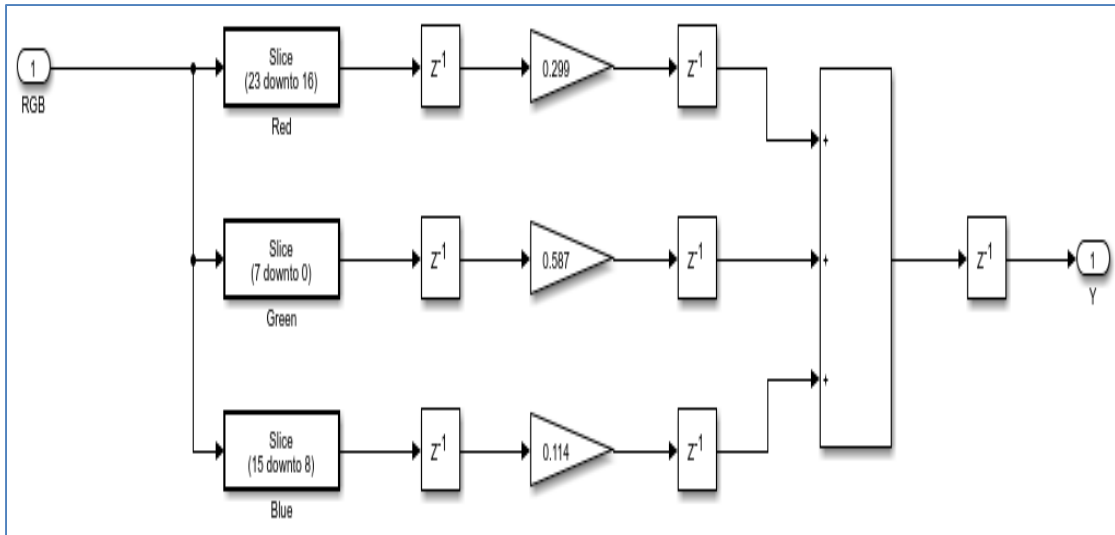 1
RGB
Slice
(23 downto 16)
Red
z-1
0.299
z-1
+
Slice
(7 downto 0)
Green
z-1
0.587
z-1
+
z-1
1
Y
Slice
(15 downto 8)
Blue
z-1
0.114
z-1
+